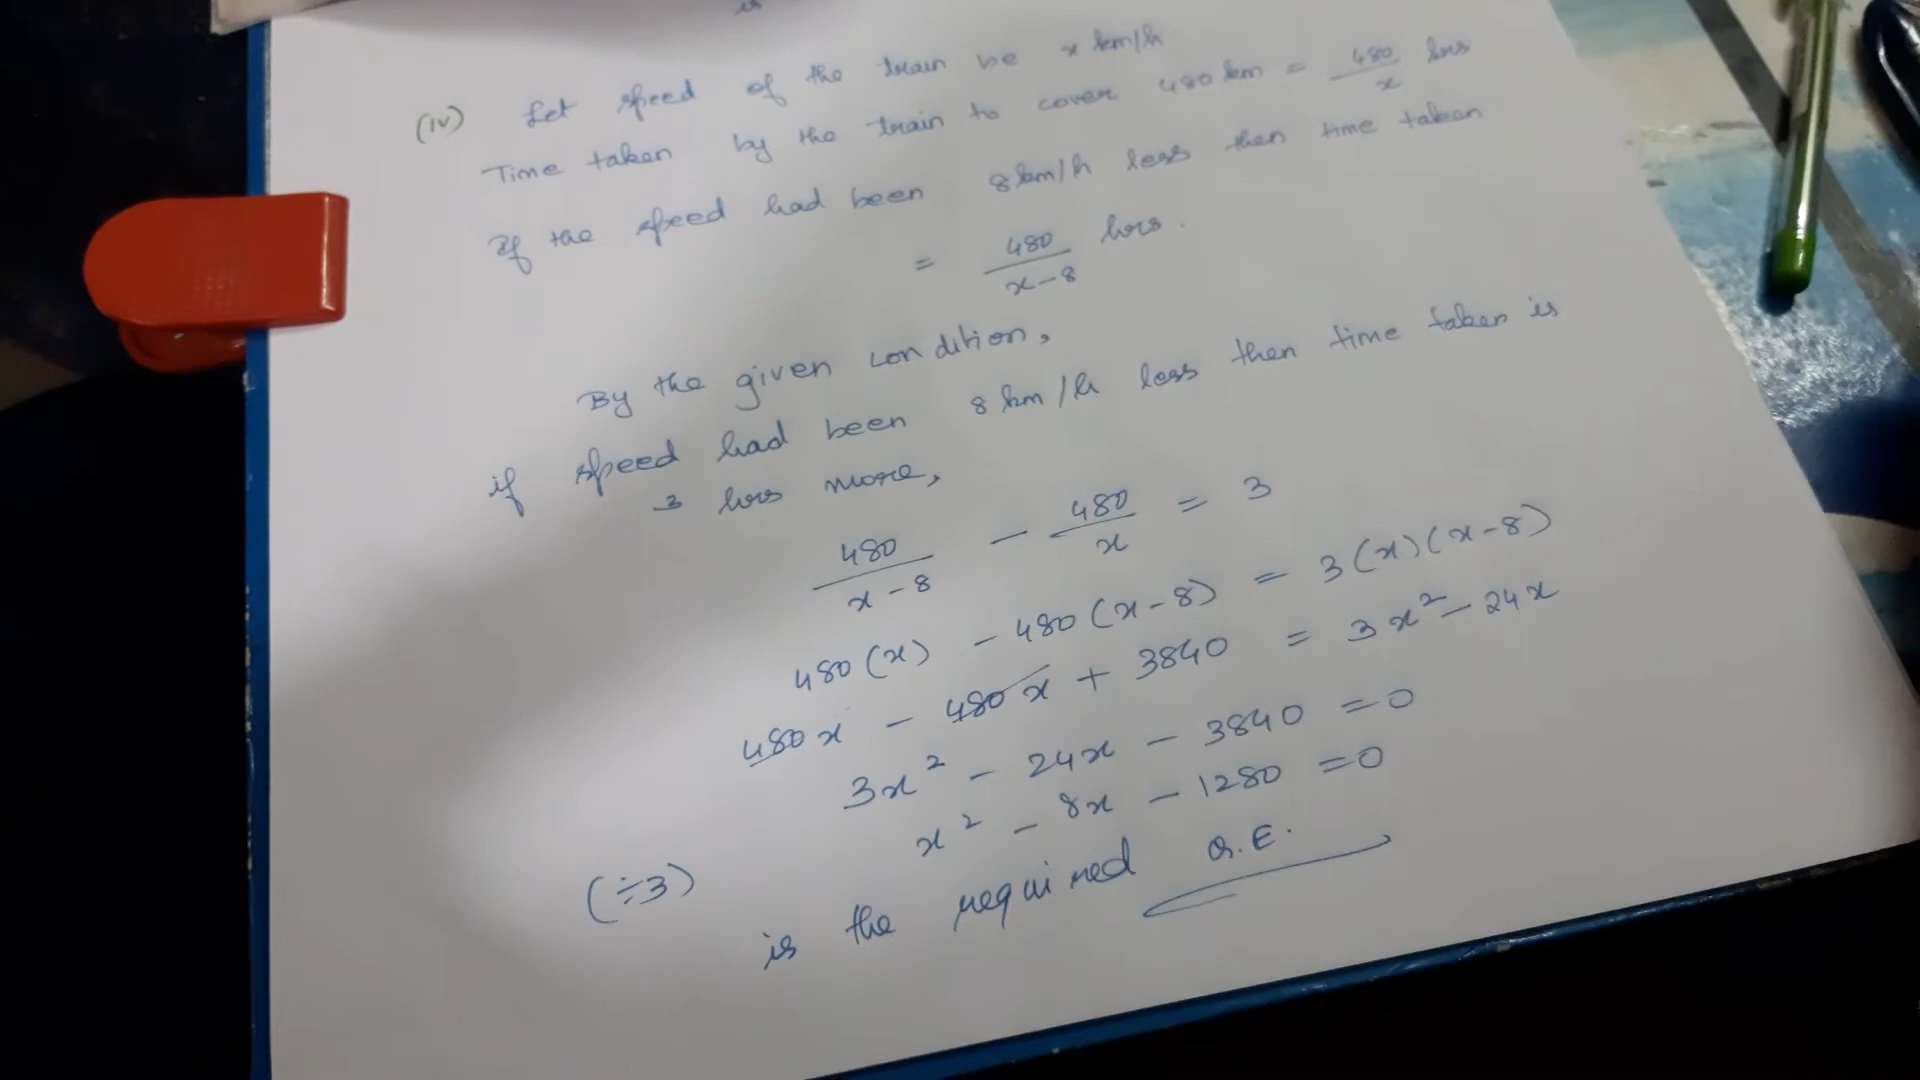 is
(iv) Let speed of the train be x km/h
Time taken by the train to cover 480 km = 480/x hrs
If the speed had been 8 km/h less then time taken
= 480/(x-8) hrs.
By the given condition,
if speed had been 8 km/h less then time taken is
3 hrs more,
480/(x-8) - 480/x = 3
480(x) - 480(x-8) = 3(x)(x-8)
480x - 480x + 3840 = 3x² - 24x
3x² - 24x - 3840 = 0
(÷3) x² - 8x - 1280 = 0
is the required Q.E.